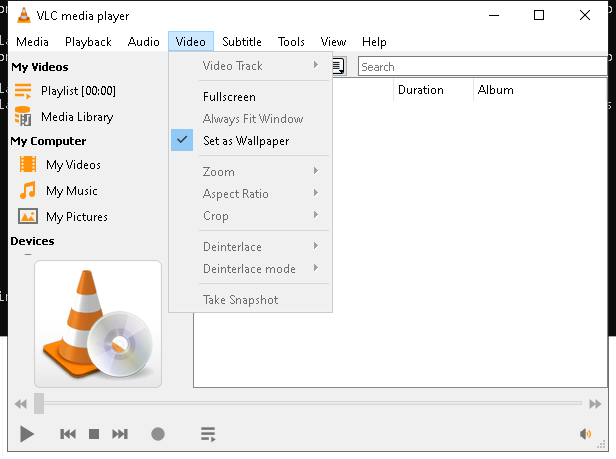 VLC media player
Media Playback Audio Video Subtitle Tools View Help
My Videos
Playlist [00:00]
Media Library
My Computer
My Videos
My Music
My Pictures
Devices
Video Track
Fullscreen
Always Fit Window
Set as Wallpaper
Zoom
Aspect Ratio
Crop
Deinterlace
Deinterlace mode
Take Snapshot
Search
Duration Album